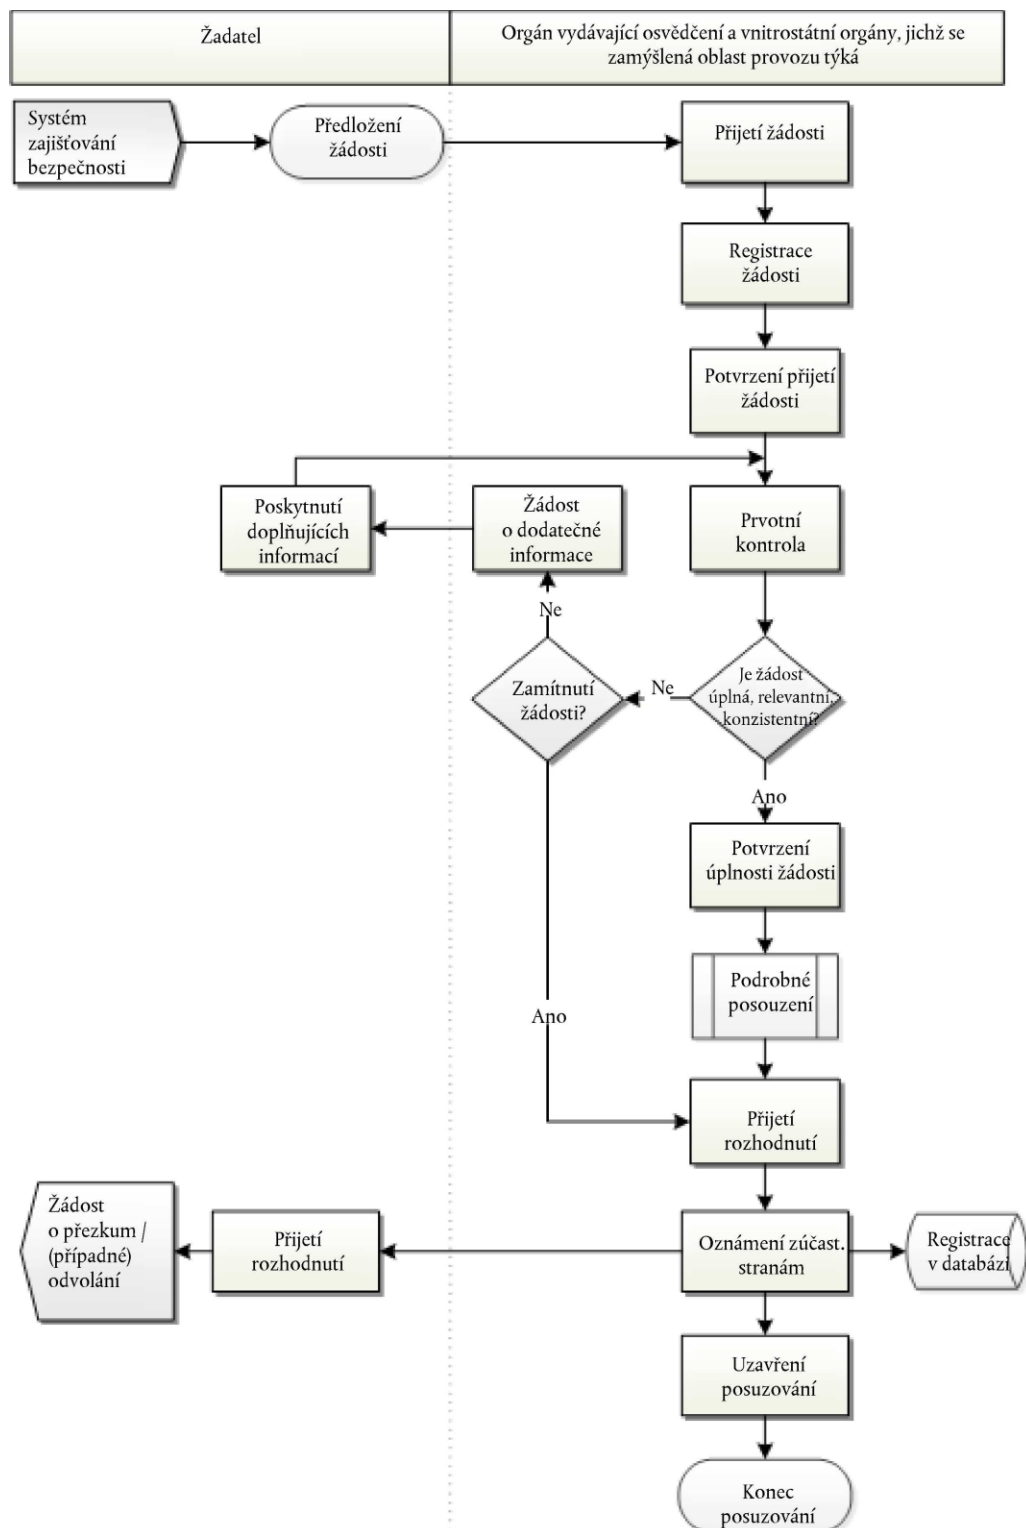 Žadatel
Orgán vydávající osvědčení a vnitrostátní orgány, jichž se
zamýšlená oblast provozu týká
Systém
zajišťování
bezpečnosti
Předložení
žádosti
Přijetí žádosti
Registrace
žádosti
Potvrzení přijetí
žádosti
Poskytnutí
doplňujících
informací
Žádost
o dodatečné
informace
Prvotní
kontrola
Ne
Zamítnutí
žádosti?
Ne
Je žádost
úplná, relevantní,
konzistentní?
Ano
Potvrzení
úplnosti žádosti
Podrobné
posouzení
Ano
Přijetí
rozhodnutí
Žádost
o přezkum /
(případné)
odvolání
Přijetí
rozhodnutí
Oznámení zúčast.
stranám
Registrace
v databázi
Uzavření
posuzování
Konec
posuzování